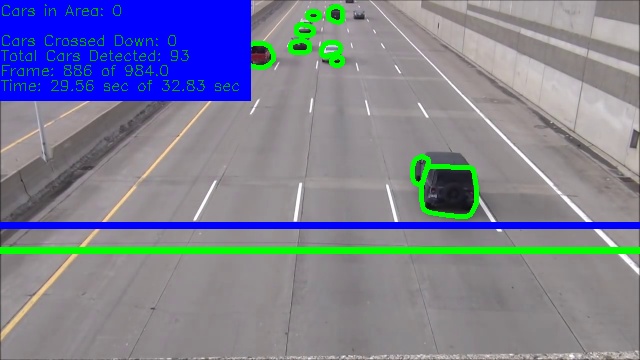 Cars in Area: 0
Cars Crossed Down: 0
Total Cars Detected: 93
Frame: 886 of 984.0
Time: 29.56 sec of 32.83 sec